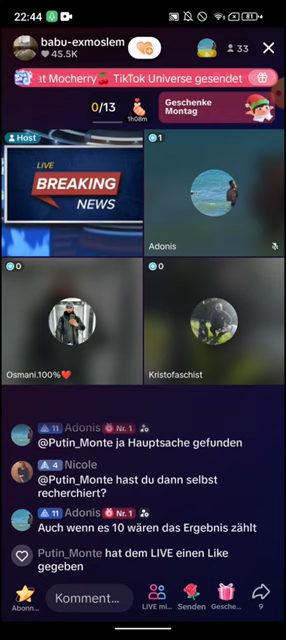 22:44
82
babu-exmoslem
45.5K
33
at Mocherry🍒 TikTok Universe gesendet
0/13
1h08m
Geschenke
Montag
Host
LIVE
BREAKING
NEWS
1
Adonis
0
Osmani.100%❤️
0
Kristofaschist
11 Adonis Nr. 1
@Putin_Monte ja Hauptsache gefunden
4 Nicole
@Putin_Monte hast du dann selbst
recherchiert?
11 Adonis Nr. 1
Auch wenn es 10 wären das Ergebnis zählt
Putin_Monte hat dem LIVE einen Like
gegeben
Abonn...
Komment...
LIVE mi...
Senden
Gesche...
9